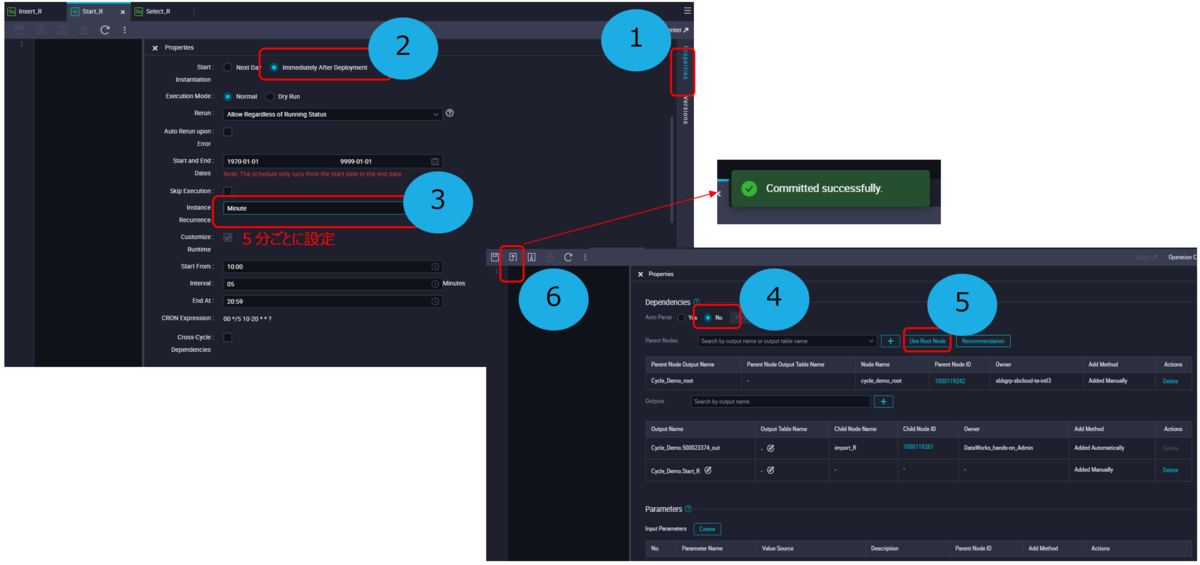 Insert_R
Start_R
Select_R
1
Properties
Start :
Instantiation
Next Day
Immediately After Deployment
2
1
Properties
Versions
Execution Mode :
Normal
Dry Run
Rerun :
Allow Regardless of Running Status
Auto Rerun upon :
Error
Start and End :
Dates
1970-01-01
9999-01-01
Note: The schedule only runs from the start date to the end date.
Skip Execution :
Instance
Recurrence
Minute
3
Customize :
Runtime
5分ごとに設定
Start From :
10:00
Interval :
05
Minutes
End At :
20:59
CRON Expression :
00 */5 10-20 * * ?
Cross-Cycle :
Dependencies
Committed successfully.
Deploy
Operation C
6
Properties
Dependencies
4
5
Auto Parse
Yes
No
Parent Nodes
Search by output name or output table name.
Use Root Node
Recommendation
Parent Node Output Name
Parent Node Output Table Name
Node Name
Parent Node ID
Owner
Add Method
Actions
Cycle_Demo_root
-
cycle_demo_root
1000119242
sbbgrp-sbcloud-ta-intl3
Added Manually
Delete
Outputs
Search by output name.
Output Name
Output Table Name
Child Node Name
Child Node ID
Owner
Add Method
Actions
Cycle_Demo.500023374_out
-
import_R
1000119261
DataWorks_hands-on_Admin
Added Automatically
Delete
Cycle_Demo.Start_R
-
-
-
-
Added Manually
Delete
Parameters
Input Parameters
Create
No.
Parameter Name
Value Source
Description
Parent Node ID
Add Method
Actions